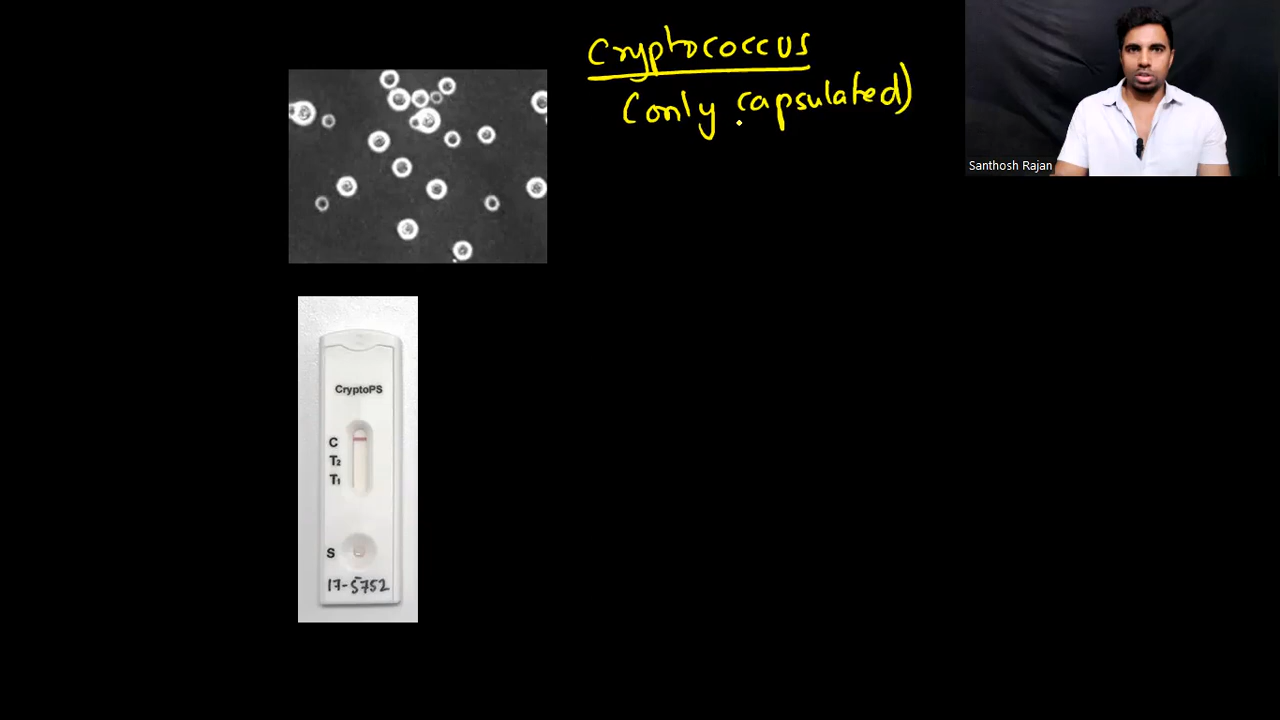 Cryptococcus
(only capsulated)
Santhosh Rajan
CryptoPS
C
T₂
T₁
S
17-5752